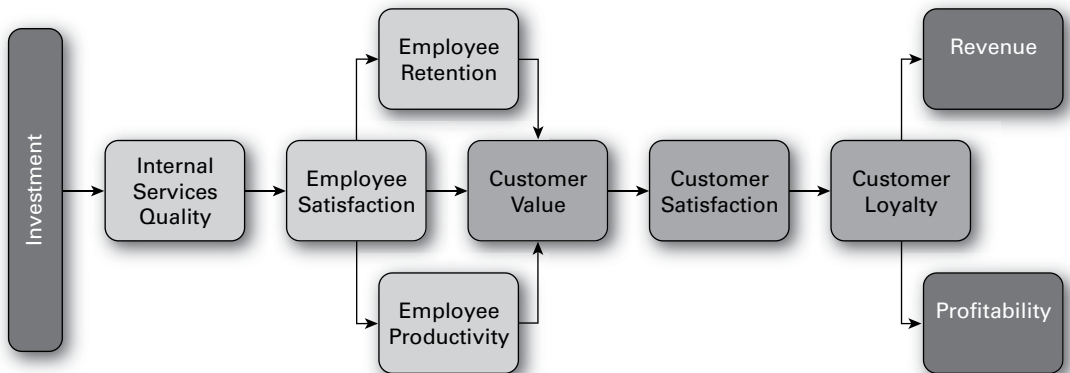 Investment
Internal
Services
Quality
Employee
Satisfaction
Employee
Retention
Employee
Productivity
Customer
Value
Customer
Satisfaction
Customer
Loyalty
Revenue
Profitability